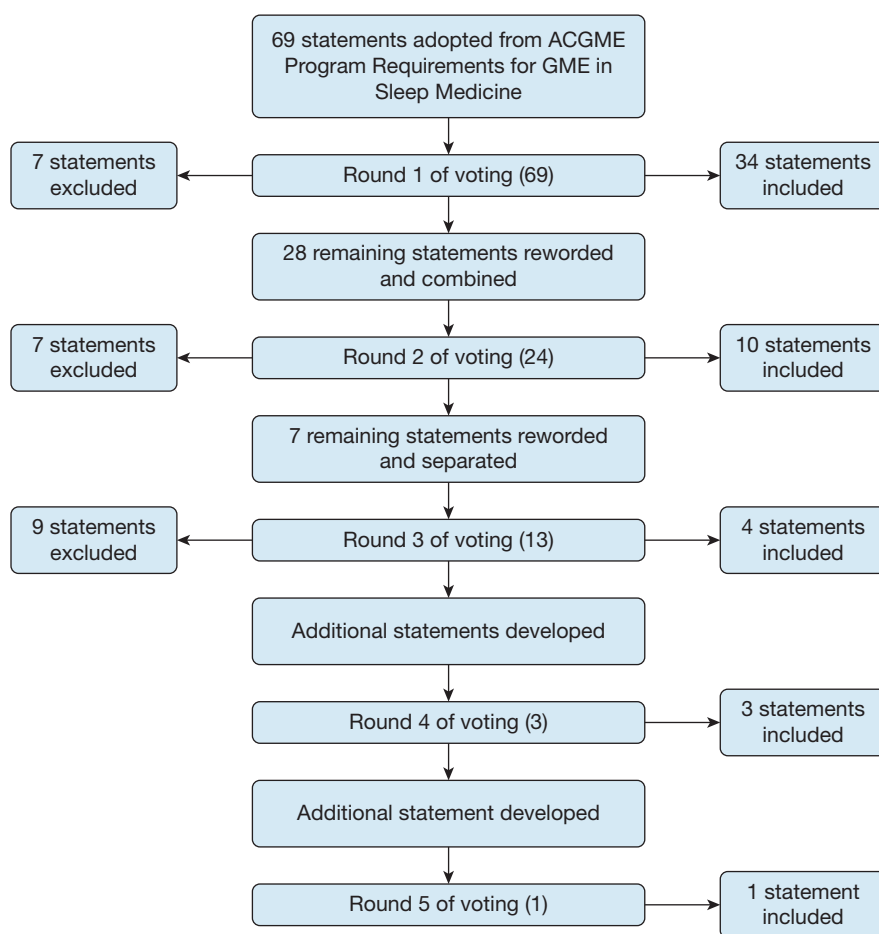 69 statements adopted from ACGME
Program Requirements for GME in
Sleep Medicine
7 statements
excluded
Round 1 of voting (69)
34 statements
included
28 remaining statements reworded
and combined
7 statements
excluded
Round 2 of voting (24)
10 statements
included
7 remaining statements reworded
and separated
9 statements
excluded
Round 3 of voting (13)
4 statements
included
Additional statements developed
Round 4 of voting (3)
3 statements
included
Additional statement developed
Round 5 of voting (1)
1 statement
included